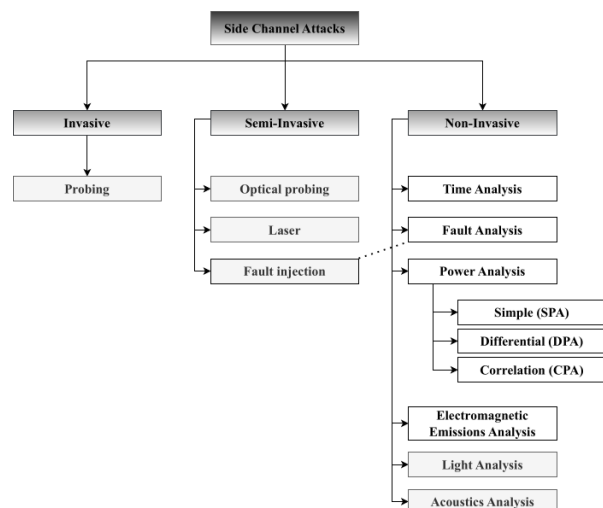 Side Channel Attacks
Invasive
Semi-Invasive
Non-Invasive
Probing
Optical probing
Time Analysis
Laser
Fault Analysis
Fault injection
Power Analysis
Simple (SPA)
Differential (DPA)
Correlation (CPA)
Electromagnetic
Emissions Analysis
Light Analysis
Acoustics Analysis